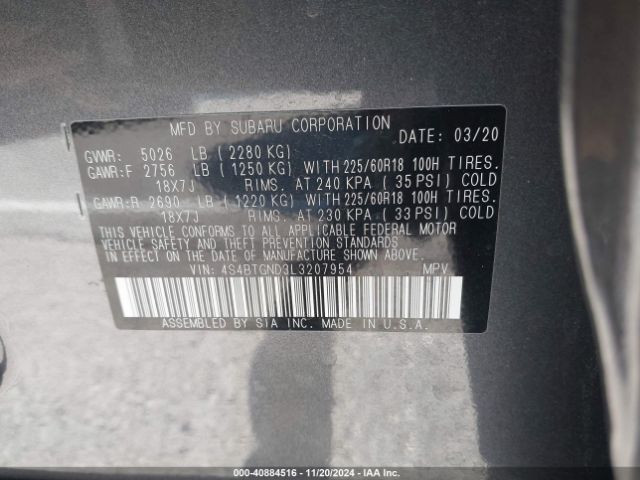 MFD BY SUBARU CORPORATION DATE: 03/20
GVWR: 5026 LB (2280 KG)
GAWR:F 2756 LB (1250 KG) WITH 225/60R18 100H TIRES.
18X7J RIMS. AT 240 KPA (35 PSI) COLD
GAWR:R 2690 LB (1220 KG) WITH 225/60R18 100H TIRES.
18X7J RIMS. AT 230 KPA (33 PSI) COLD
THIS VEHICLE CONFORMS TO ALL APPLICABLE FEDERAL MOTOR
VEHICLE SAFETY AND THEFT PREVENTION STANDARDS
IN EFFECT ON THE DATE OF MANUFACTURE SHOWN ABOVE.
VIN: 4S4BTGND3L3207954 MPV
ASSEMBLED BY SIA INC. MADE IN U.S.A.
000-40884516 - 11/20/2024 - IAA Inc.